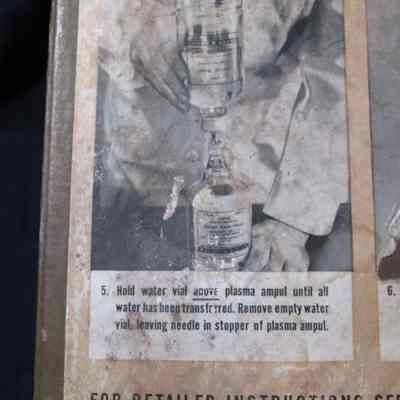 5. Hold water vial above plasma ampul until all
water has been transferred. Remove empty water
vial, leaving needle in stopper of plasma ampul.
6.
FOR DETAILED INSTRUCTIONS SEE